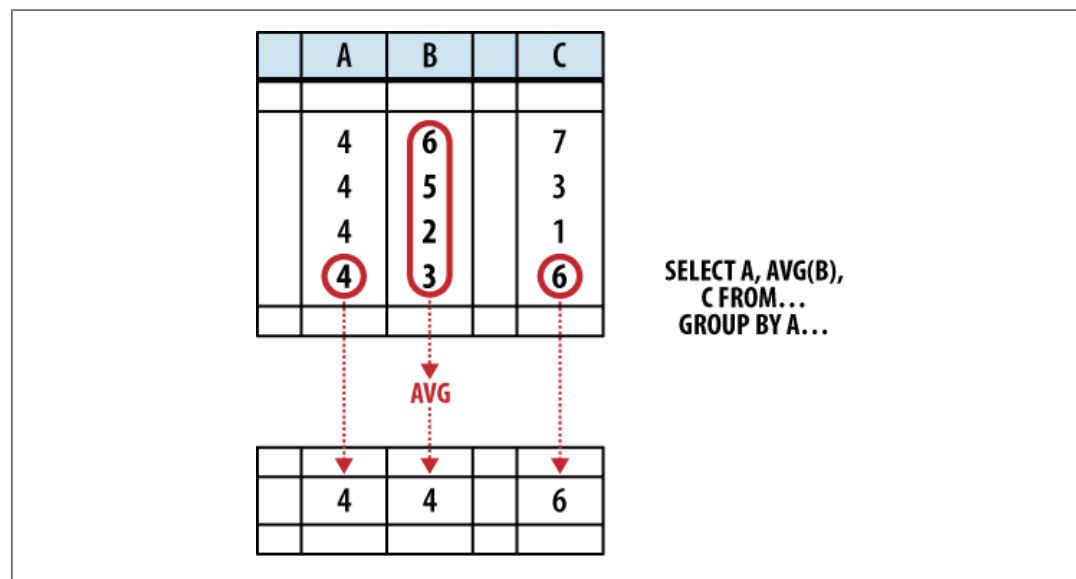 A B C
4 6 7
4 5 3
4 2 1
4 3 6
SELECT A, AVG(B),
C FROM...
GROUP BY A...
AVG
4 4 6